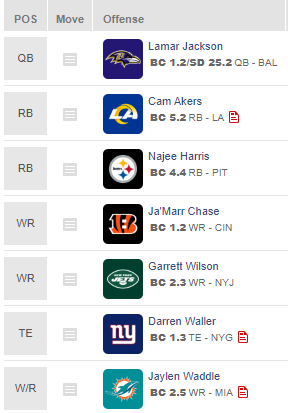 POS Move Offense
QB
Lamar Jackson
BC 1.2/SD 25.2 QB - BAL
RB
Cam Akers
BC 5.2 RB - LA
RB
Najee Harris
BC 4.4 RB - PIT
WR
Ja'Marr Chase
BC 1.2 WR - CIN
WR
Garrett Wilson
BC 2.3 WR - NYJ
TE
Darren Waller
BC 1.3 TE - NYG
W/R
Jaylen Waddle
BC 2.5 WR - MIA